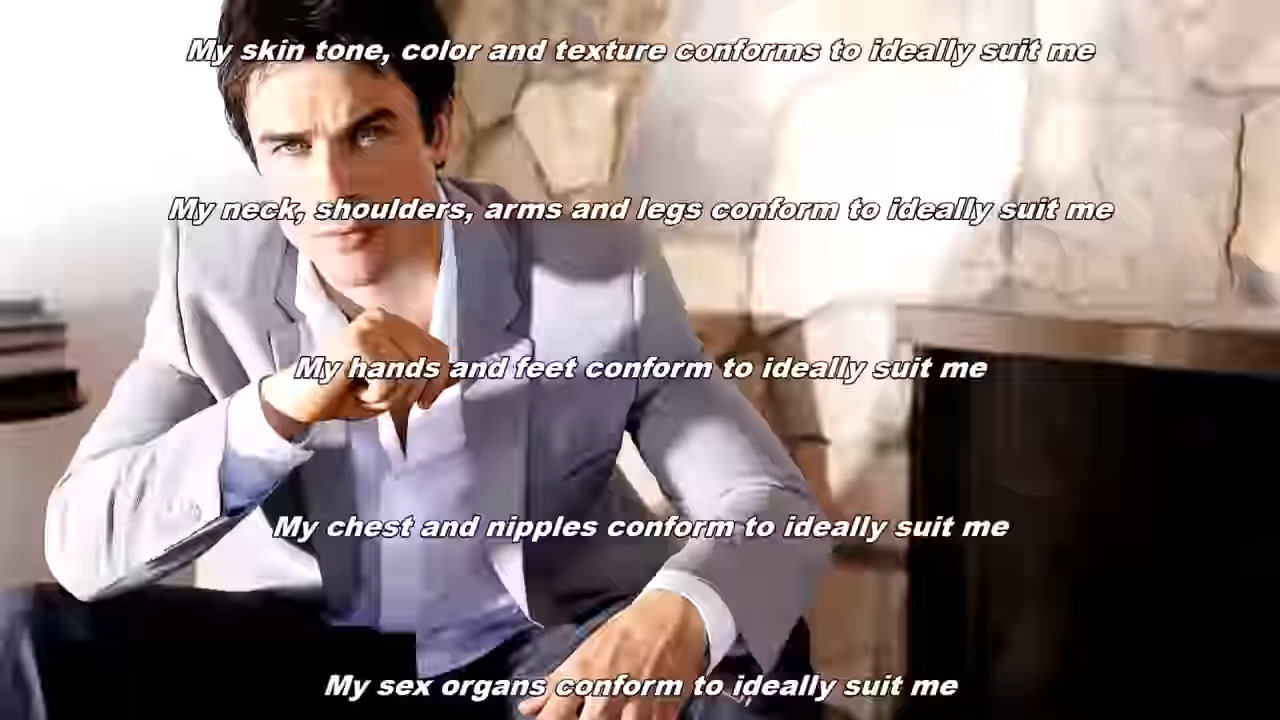 My skin tone, color and texture conforms to ideally suit me
My neck, shoulders, arms and legs conform to ideally suit me
My hands and feet conform to ideally suit me
My chest and nipples conform to ideally suit me
My sex organs conform to ideally suit me